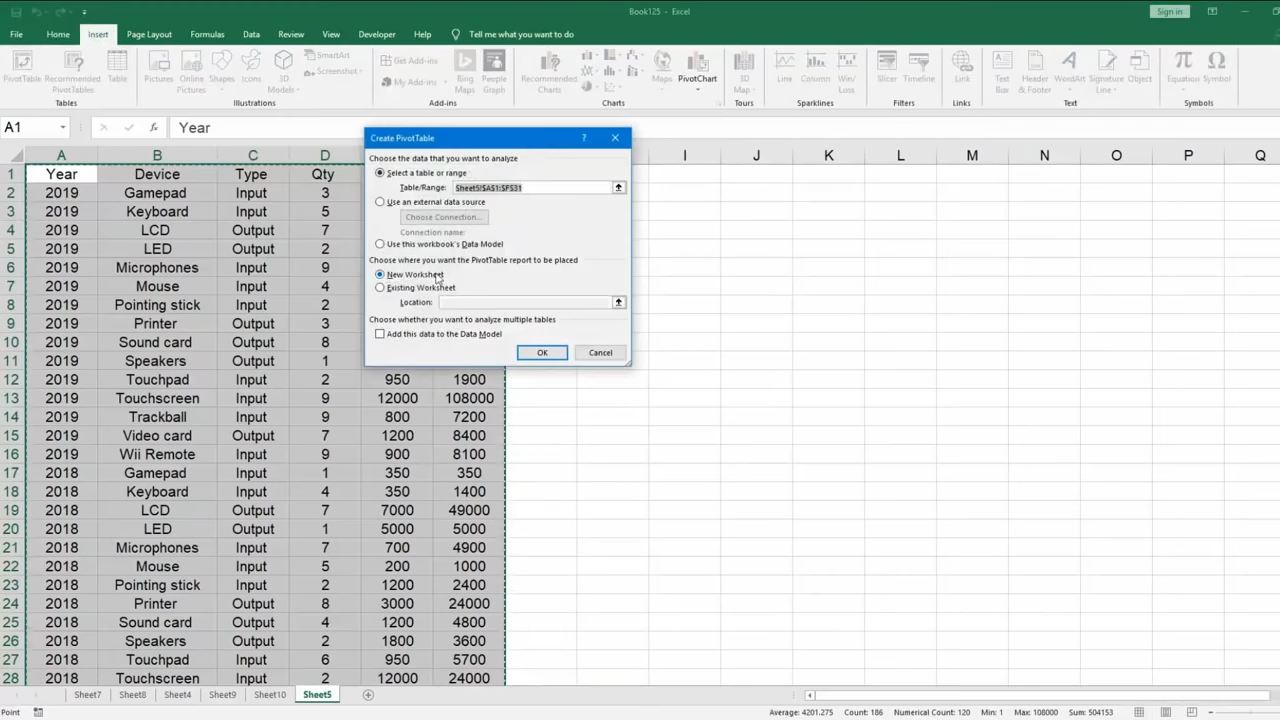 Book125 - Excel
Sign in
File Home Insert Page Layout Formulas Data Review View Developer Help Tell me what you want to do
PivotTable Recommended PivotTables Table
Tables
Pictures Online Pictures Shapes Icons 3D Models SmartArt Screenshot
Illustrations
Get Add-ins
My Add-ins
Bing Maps People Graph
Add-ins
Recommended Charts Maps PivotChart
Charts
3D Map
Tours
Line Column Win/Loss
Sparklines
Slicer Timeline
Filters
Link
Links
Text Box Header & Footer WordArt Signature Line Object
Text
Equation Symbol
Symbols
A1 fx Year
A B C D I J K L M N O P Q
Create PivotTable ?
Choose the data that you want to analyze
Select a table or range
Table/Range: Sheet5!$A$1:$F$31
Use an external data source
Choose Connection...
Connection name:
Use this workbook's Data Model
Choose where you want the PivotTable report to be placed
New Worksheet
Existing Worksheet
Location:
Choose whether you want to analyze multiple tables
Add this data to the Data Model
OK Cancel
1 Year Device Type Qty
2 2019 Gamepad Input 3
3 2019 Keyboard Input 5
4 2019 LCD Output 7
5 2019 LED Output 2
6 2019 Microphones Input 9
7 2019 Mouse Input 4
8 2019 Pointing stick Input 2
9 2019 Printer Output 3
10 2019 Sound card Output 8
11 2019 Speakers Output 1
12 2019 Touchpad Input 2 950 1900
13 2019 Touchscreen Input 9 12000 108000
14 2019 Trackball Input 9 800 7200
15 2019 Video card Output 7 1200 8400
16 2019 Wii Remote Input 9 900 8100
17 2018 Gamepad Input 1 350 350
18 2018 Keyboard Input 4 350 1400
19 2018 LCD Output 7 7000 49000
20 2018 LED Output 1 5000 5000
21 2018 Microphones Input 7 700 4900
22 2018 Mouse Input 5 200 1000
23 2018 Pointing stick Input 2 1200 2400
24 2018 Printer Output 8 3000 24000
25 2018 Sound card Output 4 1200 4800
26 2018 Speakers Output 2 1800 3600
27 2018 Touchpad Input 6 950 5700
28 2018 Touchscreen Input 2 12000 24000
Sheet7 Sheet8 Sheet4 Sheet9 Sheet10 Sheet5
Point Average: 4201.275 Count: 186 Numerical Count: 120 Min: 1 Max: 108000 Sum: 504153